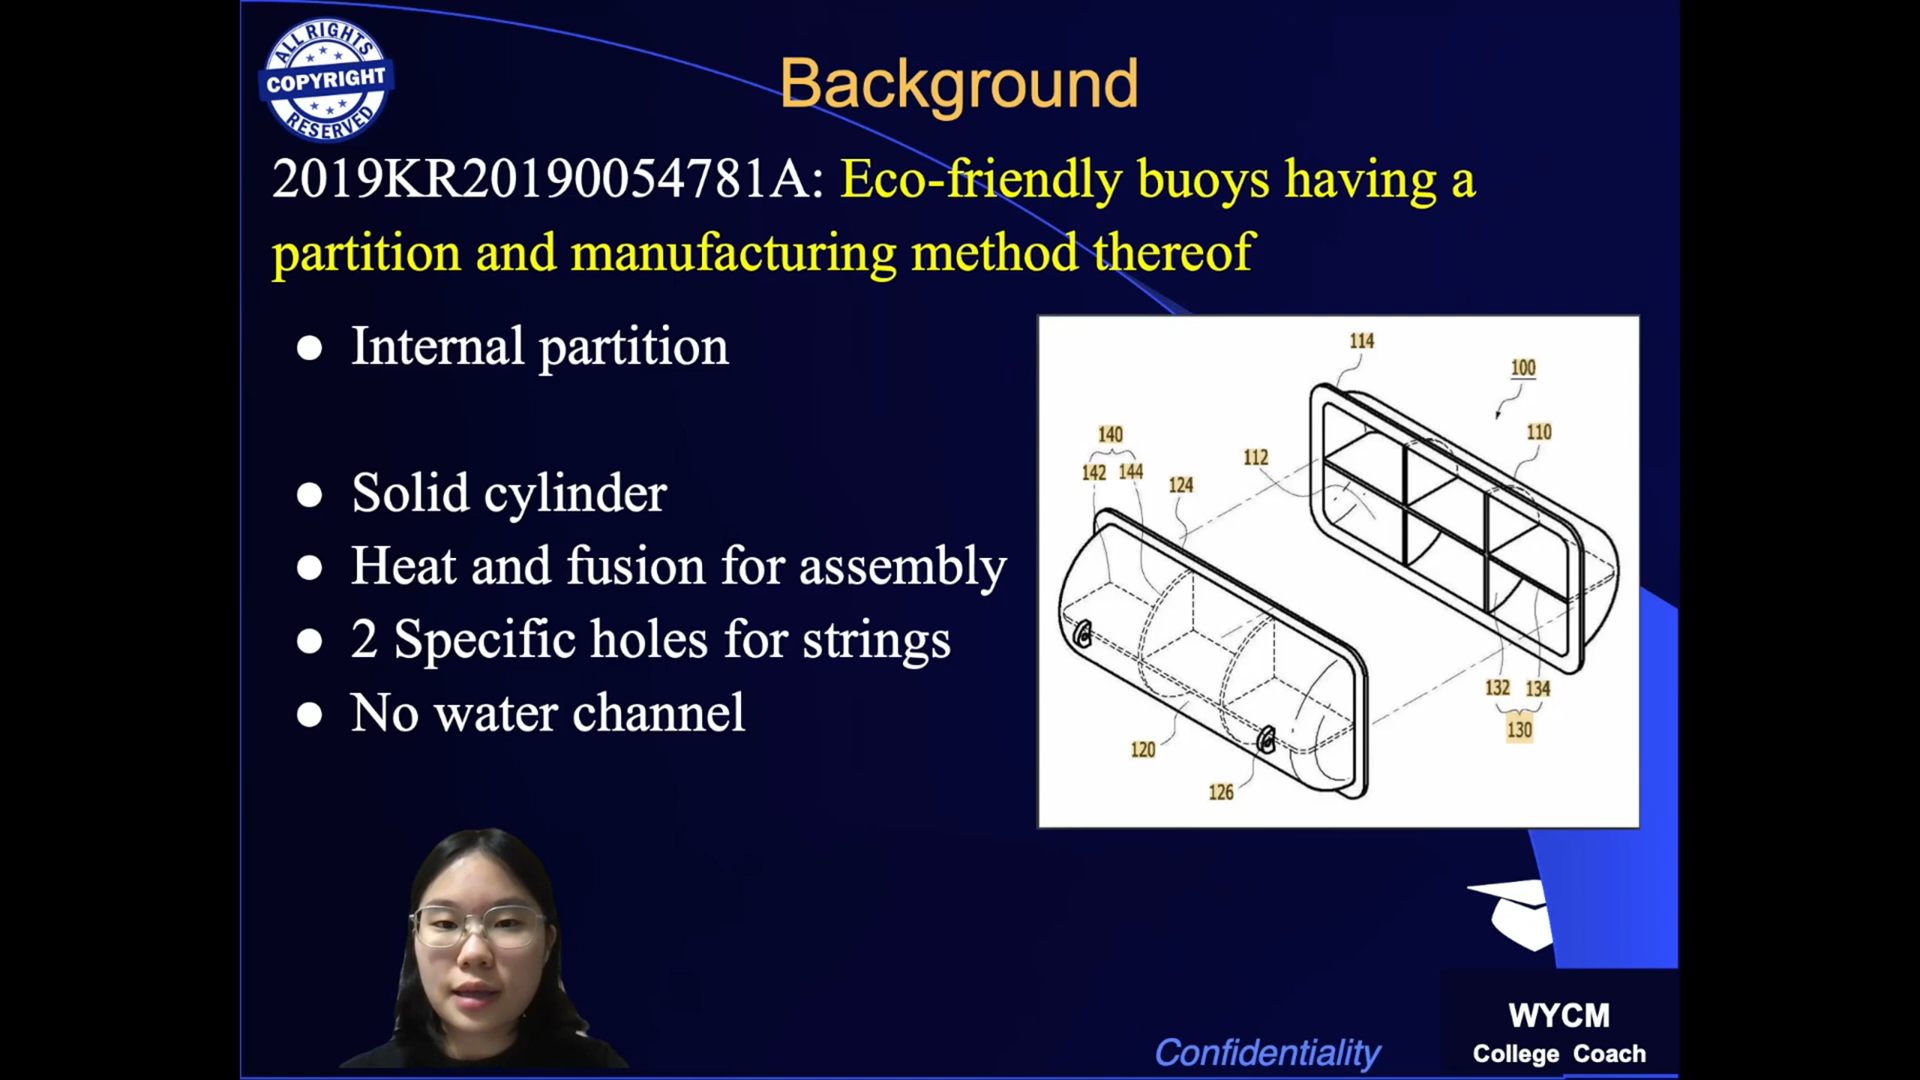 ALL RIGHTS
COPYRIGHT
RESERVED
Background
2019KR20190054781A: Eco-friendly buoys having a
partition and manufacturing method thereof
● Internal partition
● Solid cylinder
● Heat and fusion for assembly
● 2 Specific holes for strings
● No water channel
114
100
110
140
112
142 144
124
132 134
130
120
126
Confidentiality
WYCM
College Coach